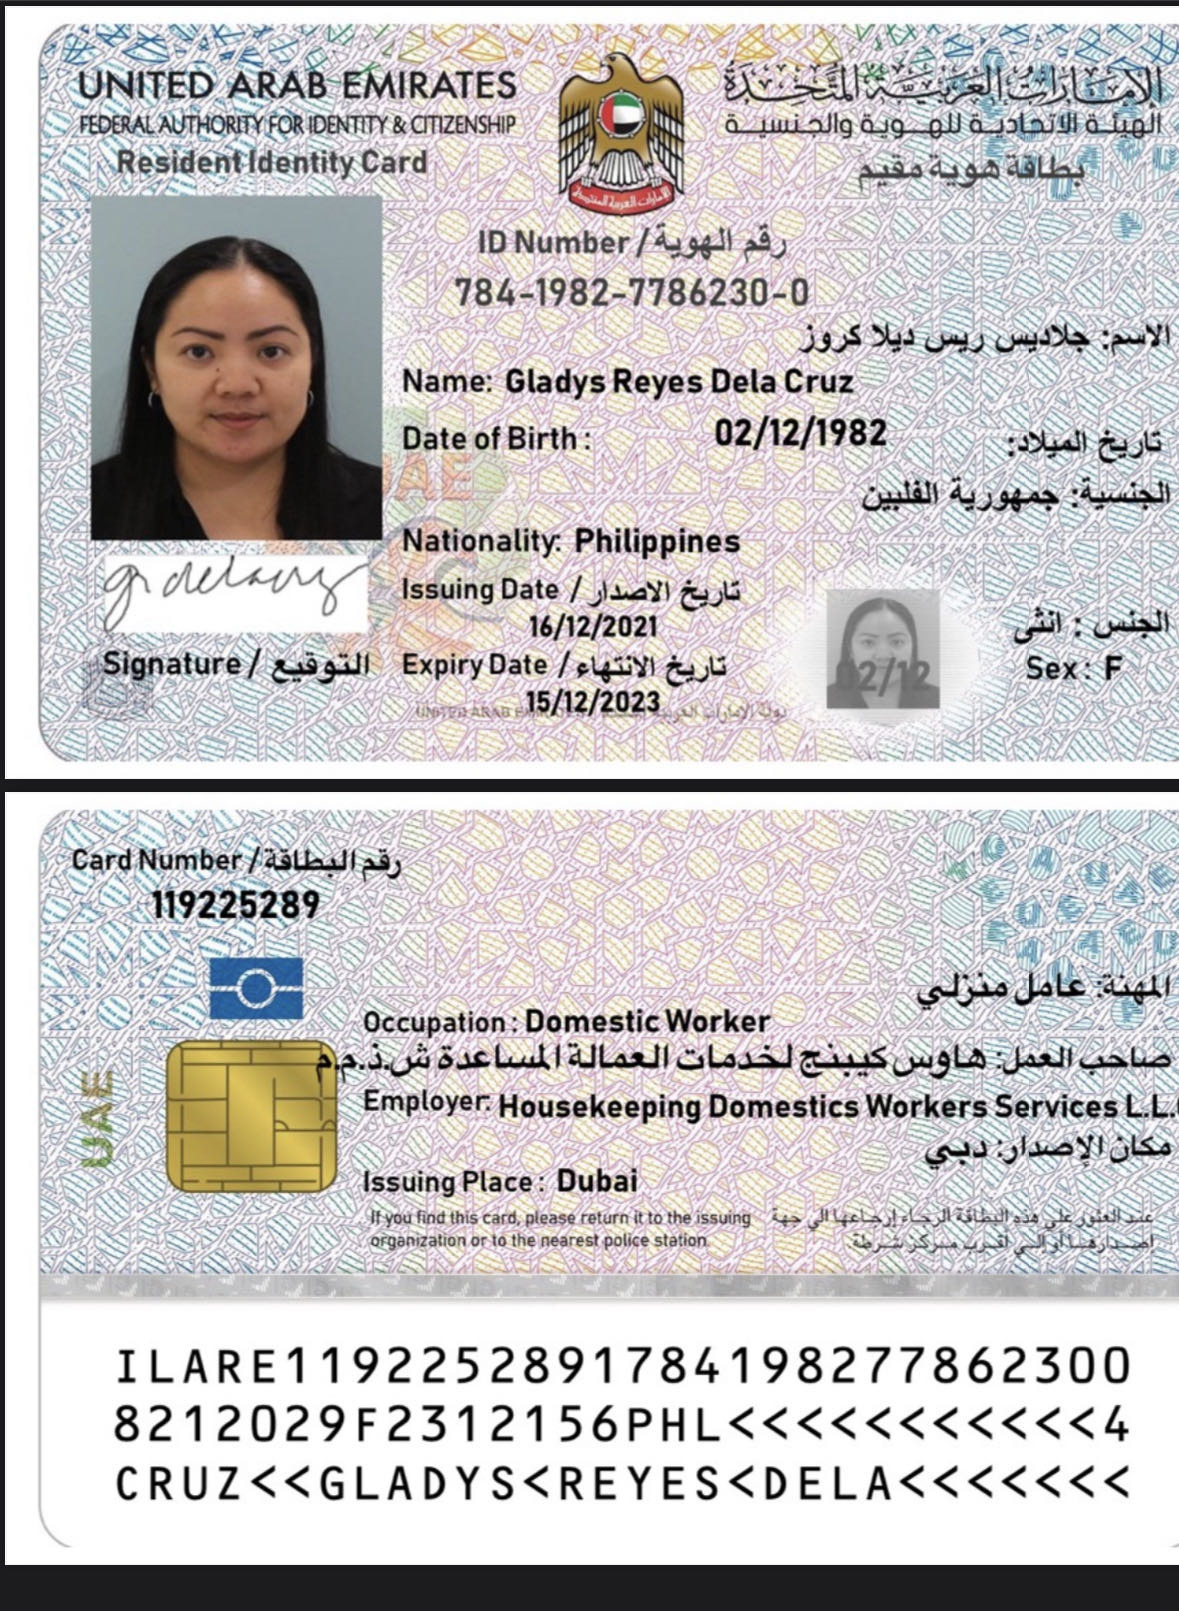 UNITED ARAB EMIRATES
الإمارات العربية المتحدة
FEDERAL AUTHORITY FOR IDENTITY & CITIZENSHIP
الهيئة الاتحادية للهوية والجنسية
Resident Identity Card
بطاقة هوية مقيم
الإمارات العربية المتحدة
ID Number / رقم الهوية
784-1982-7786230-0
الاسم: جلاديس ريس ديلا كروز
Name: Gladys Reyes Dela Cruz
Date of Birth : 02/12/1982 تاريخ الميلاد:
UAE
الجنسية: جمهورية الفلبين
Nationality: Philippines
gr delacruz
Issuing Date / تاريخ الاصدار
16/12/2021
الجنس : انثى
Signature / التوقيع
Expiry Date / تاريخ الانتهاء
Sex : F
02/12
15/12/2023
UNITED ARAB EMIRATES دولة الإمارات العربية المتحدة
Card Number / رقم البطاقة
119225289
المهنة: عامل منزلي
Occupation : Domestic Worker
صاحب العمل: هاوس كيبنج لخدمات العمالة المساعدة ش.ذ.م.م
Employer: Housekeeping Domestics Workers Services L.L.C
UAE
مكان الإصدار: دبي
Issuing Place : Dubai
If you find this card, please return it to the issuing
organization or to the nearest police station.
عند العثور على هذه البطاقة الرجاء إرجاعها الى جهة
اصدارها أو إلى أقرب مركز شرطة.
ILARE1192252891784198277862300
8212029F2312156PHL<<<<<<<<<<<4
CRUZ<<GLADYS<REYES<DELA<<<<<<<